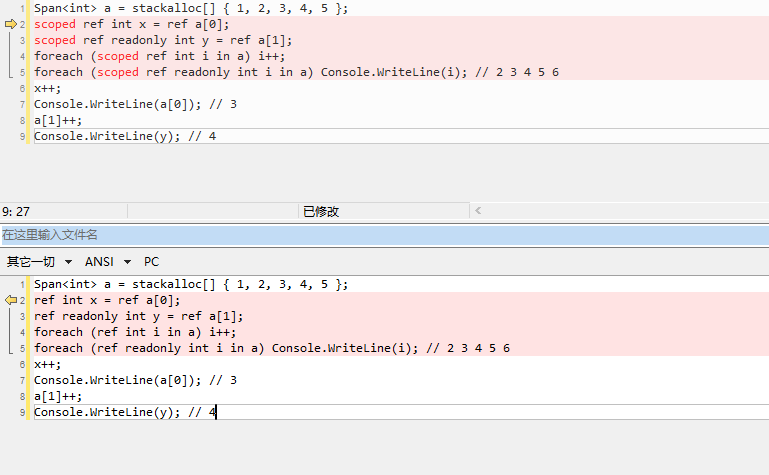 1 Span<int> a = stackalloc[] { 1, 2, 3, 4, 5 };
2 scoped ref int x = ref a[0];
3 scoped ref readonly int y = ref a[1];
4 foreach (scoped ref int i in a) i++;
5 foreach (scoped ref readonly int i in a) Console.WriteLine(i); // 2 3 4 5 6
6 x++;
7 Console.WriteLine(a[0]); // 3
8 a[1]++;
9 Console.WriteLine(y); // 4
9: 27 已修改
在这里输入文件名
其它一切 ANSI PC
1 Span<int> a = stackalloc[] { 1, 2, 3, 4, 5 };
2 ref int x = ref a[0];
3 ref readonly int y = ref a[1];
4 foreach (ref int i in a) i++;
5 foreach (ref readonly int i in a) Console.WriteLine(i); // 2 3 4 5 6
6 x++;
7 Console.WriteLine(a[0]); // 3
8 a[1]++;
9 Console.WriteLine(y); // 4